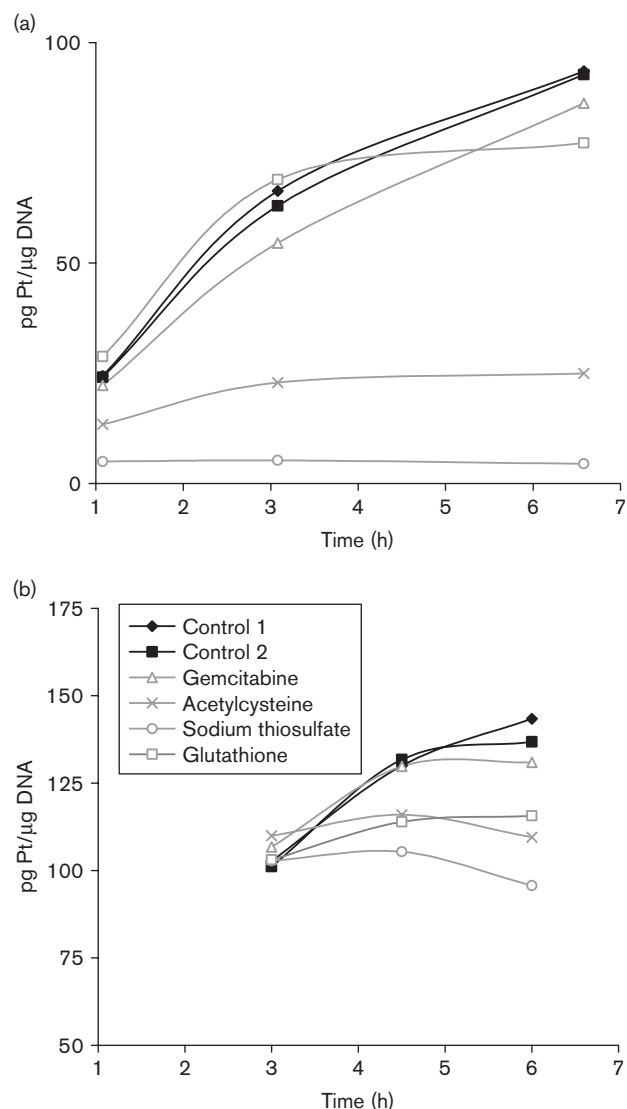 (a)
100
50
0
pg Pt/µg DNA
1 2 3 4 5 6 7
Time (h)
(b)
175
150
125
100
75
50
pg Pt/µg DNA
Control 1
Control 2
Gemcitabine
Acetylcysteine
Sodium thiosulfate
Glutathione
1 2 3 4 5 6 7
Time (h)